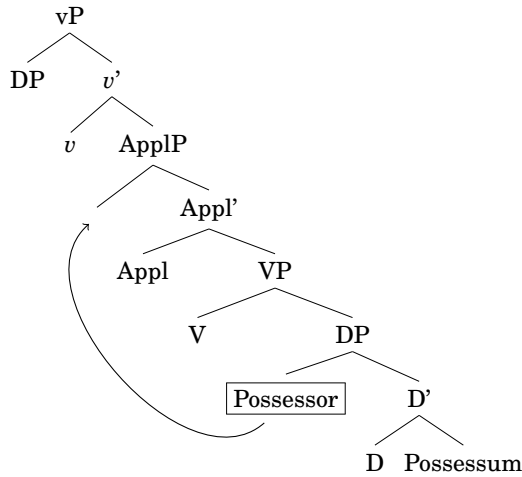 vP
DP v’
v ApplP
Appl’
Appl VP
V DP
Possessor D’
D Possessum